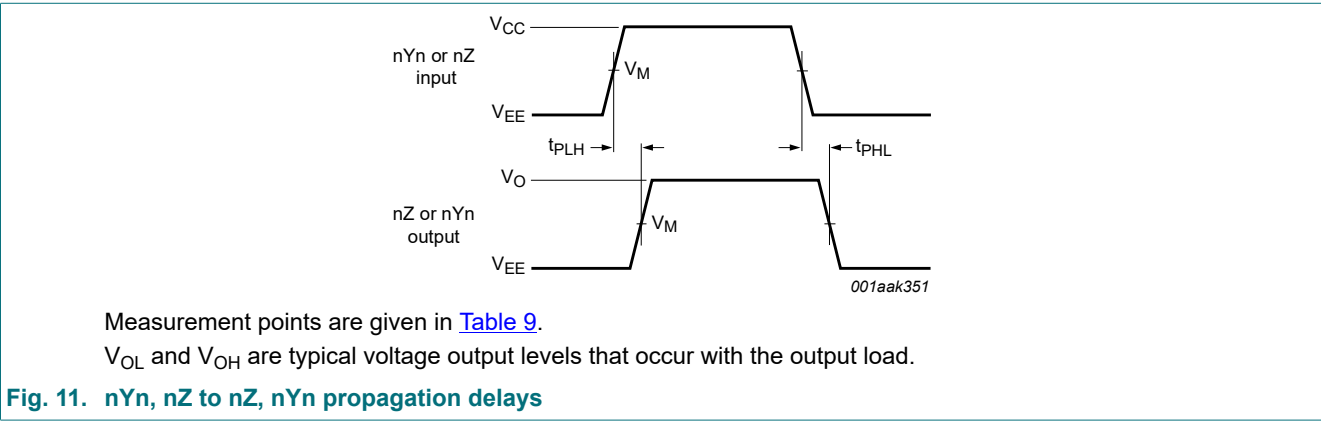 VCC
nYn or nZ
input
VM
VEE
tPLH
tPHL
VO
nZ or nYn
output
VM
VEE
001aak351
Measurement points are given in Table 9.
VOL and VOH are typical voltage output levels that occur with the output load.
Fig. 11. nYn, nZ to nZ, nYn propagation delays